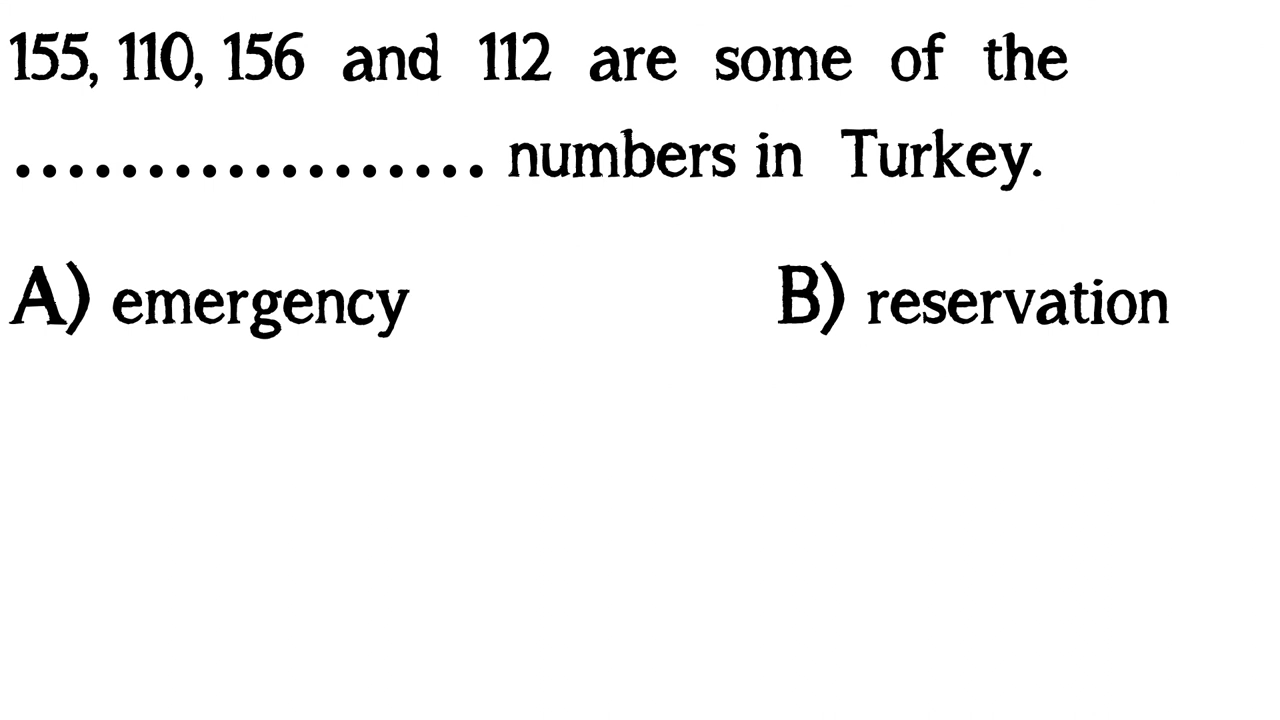 155, 110, 156 and 112 are some of the
.................. numbers in Turkey.
A) emergency B) reservation